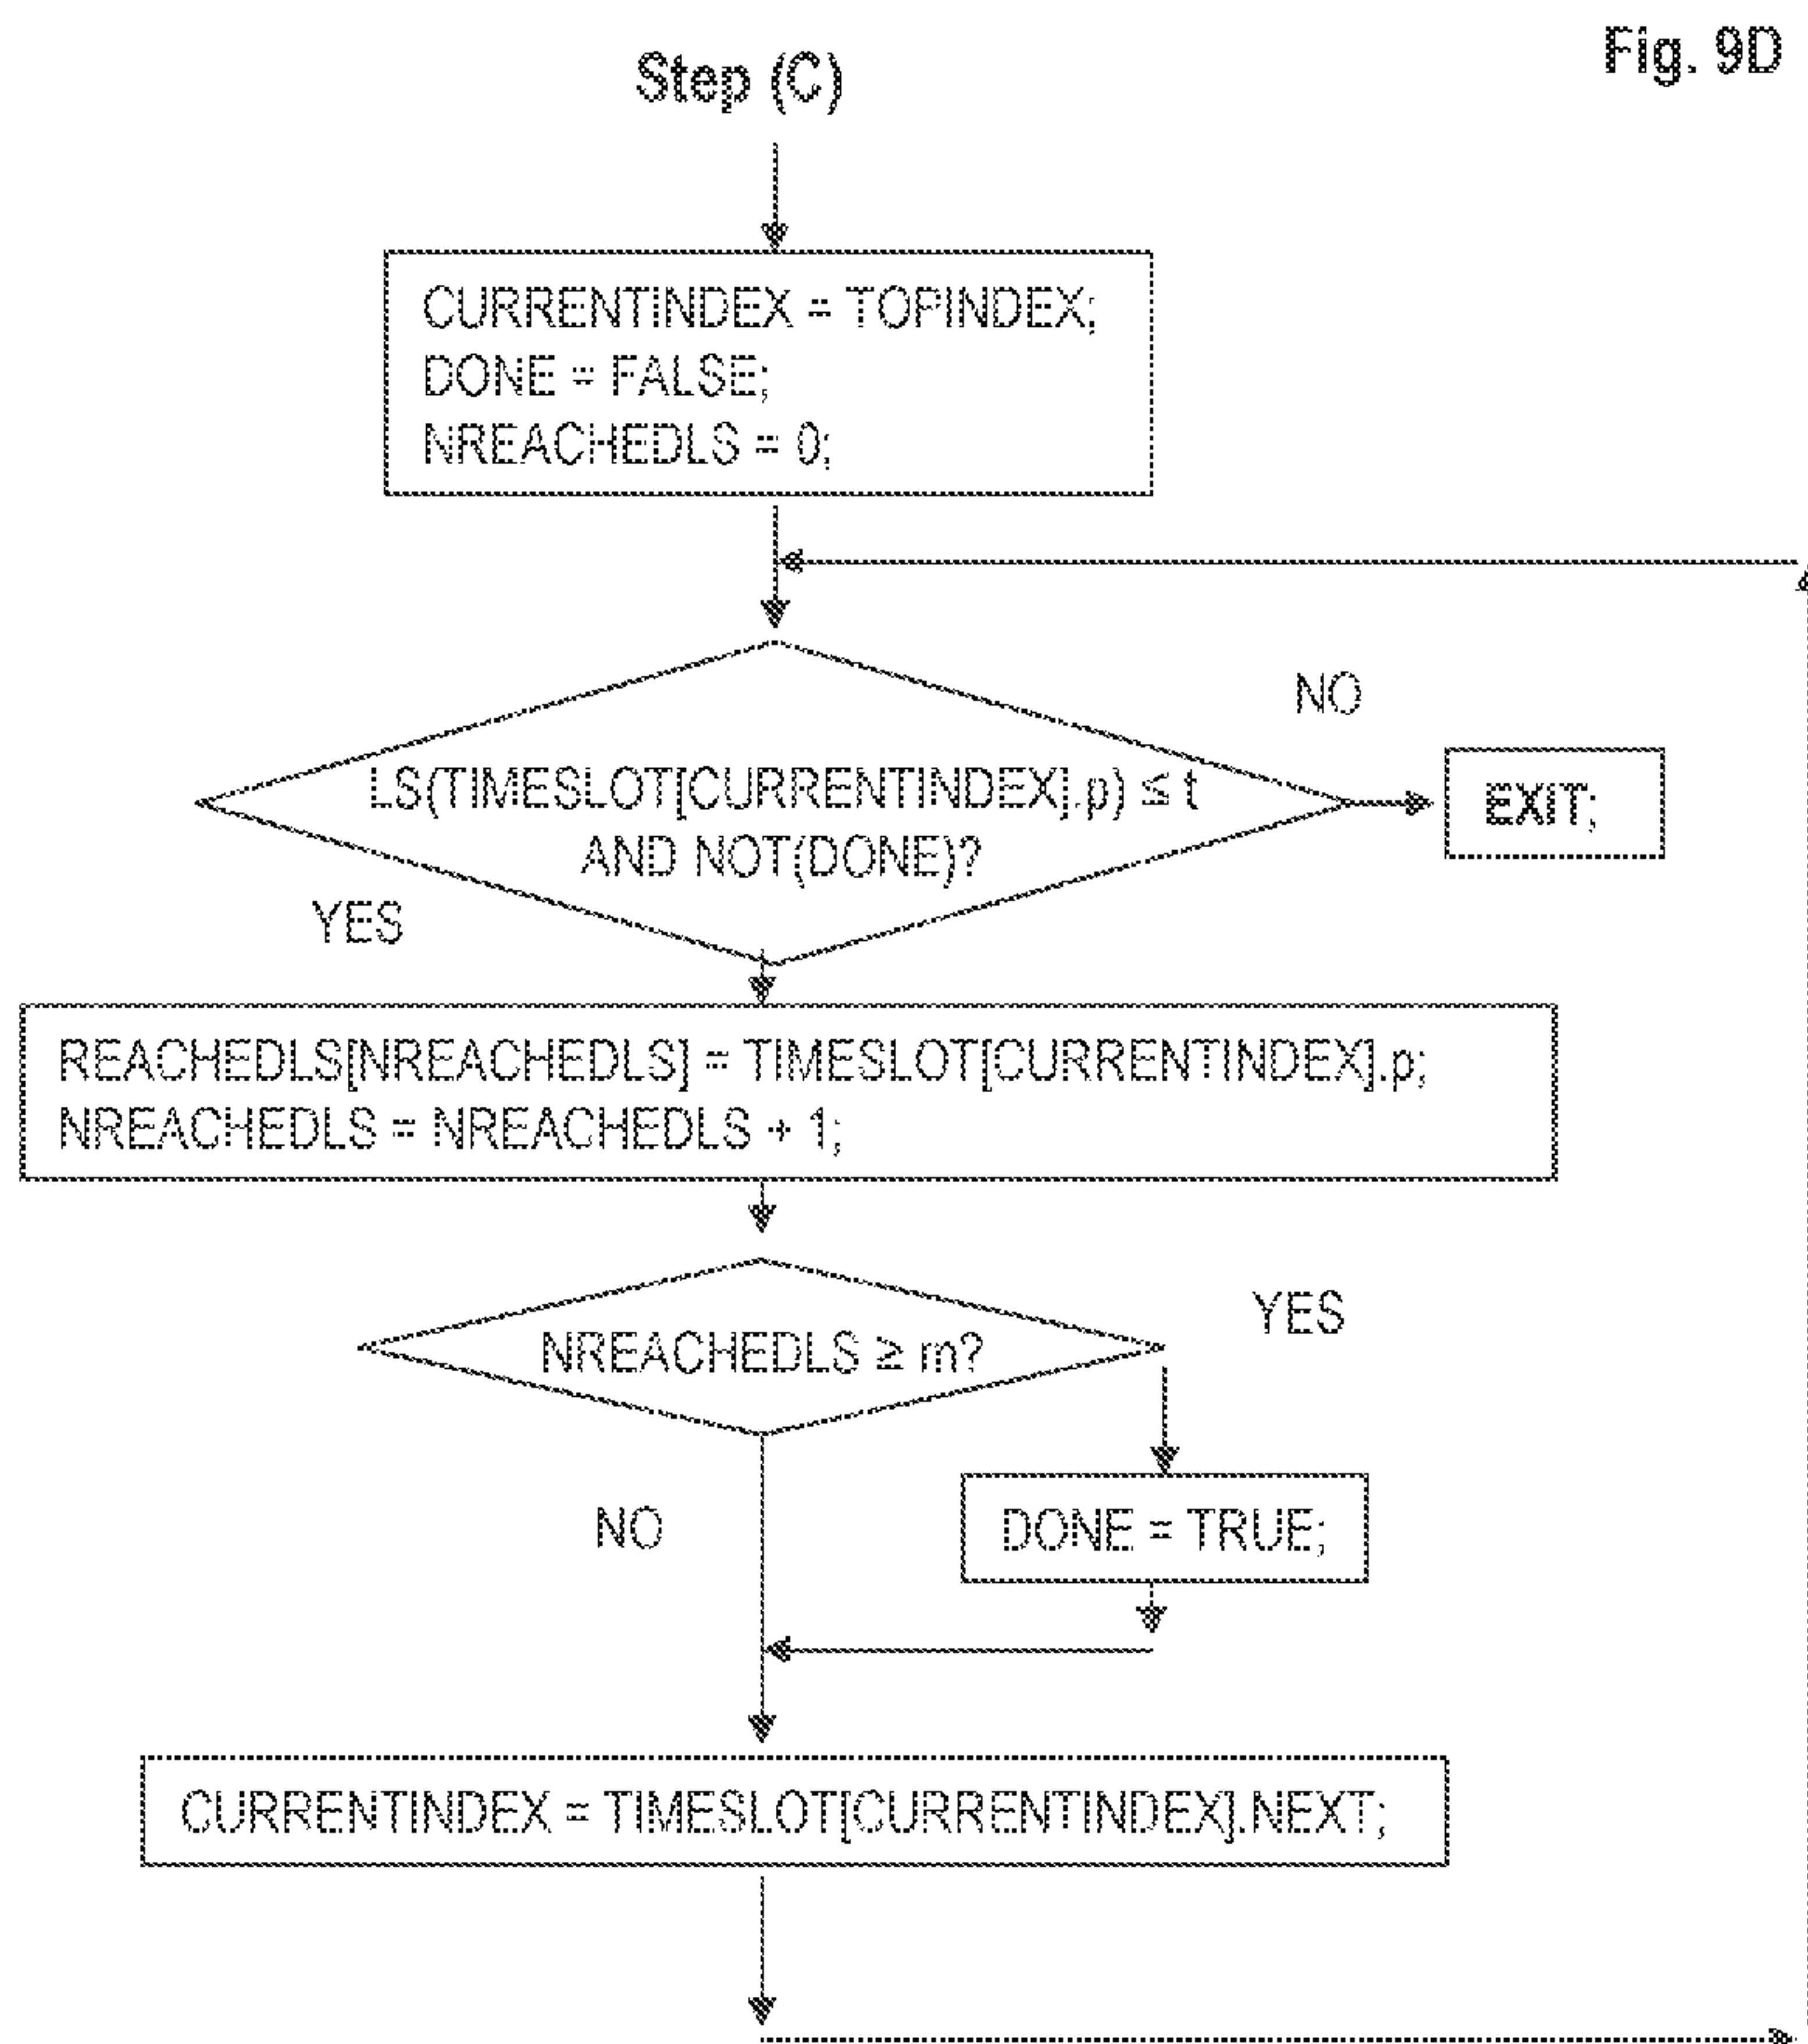 Fig. 9D
Step (C)
CURRENTINDEX = TOPINDEX;
DONE = FALSE;
NREACHEDLS = 0;
NO
LS(TIMESLOT[CURRENTINDEX].p) ≤ t
AND NOT(DONE)?
EXIT;
YES
REACHEDLS[NREACHEDLS] = TIMESLOT[CURRENTINDEX].p;
NREACHEDLS = NREACHEDLS + 1;
YES
NREACHEDLS ≥ m?
NO
DONE = TRUE;
CURRENTINDEX = TIMESLOT[CURRENTINDEX].NEXT;